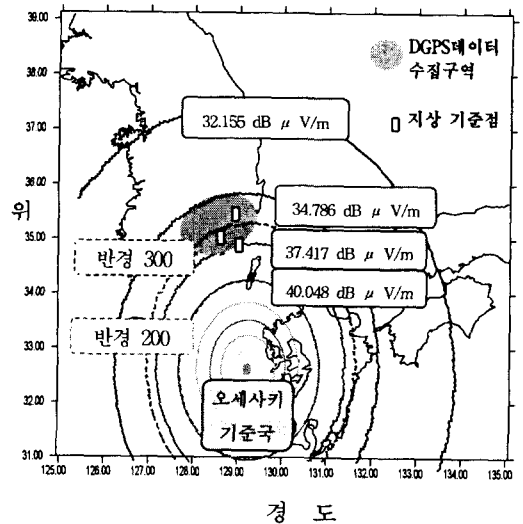 39.00
38.00
37.00
36.00
35.00
34.00
33.00
32.00
31.00
위
DGPS데이터
수집구역
지상 기준점
32.155 dB μ V/m
34.786 dB μ V/m
37.417 dB μ V/m
40.048 dB μ V/m
반경 300
반경 200
오세사키
기준국
125.00 126.00 127.00 128.00 129.00 130.00 131.00 132.00 133.00 134.00 135.00
경 도